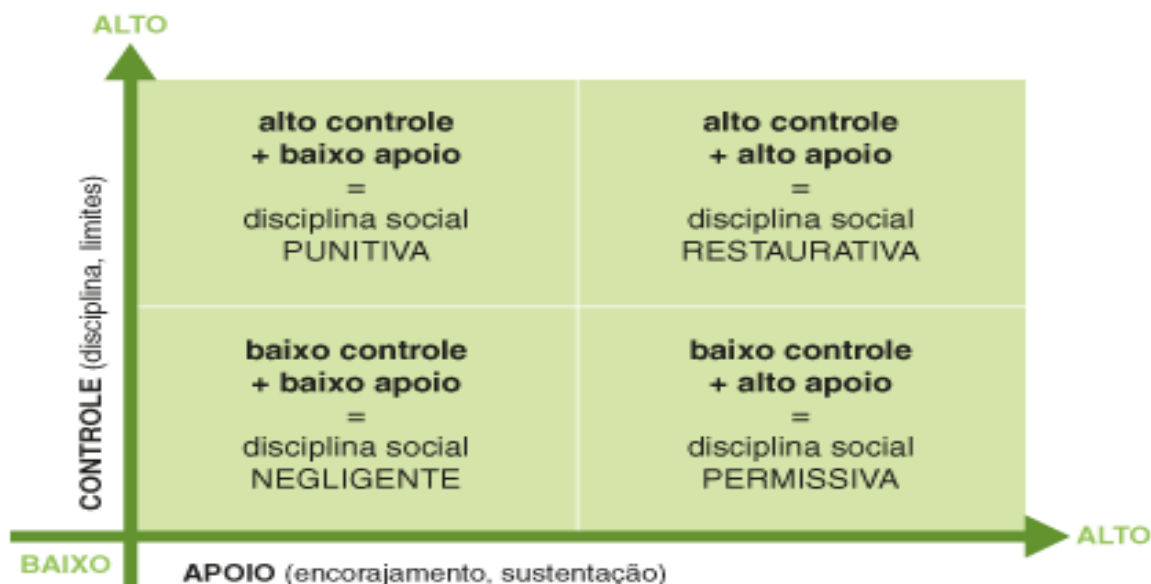 ALTO
alto controle
+ baixo apoio
=
disciplina social
PUNITIVA
alto controle
+ alto apoio
=
disciplina social
RESTAURATIVA
CONTROLE (disciplina, limites)
baixo controle
+ baixo apoio
=
disciplina social
NEGLIGENTE
baixo controle
+ alto apoio
=
disciplina social
PERMISSIVA
ALTO
BAIXO
APOIO (encorajamento, sustentação)